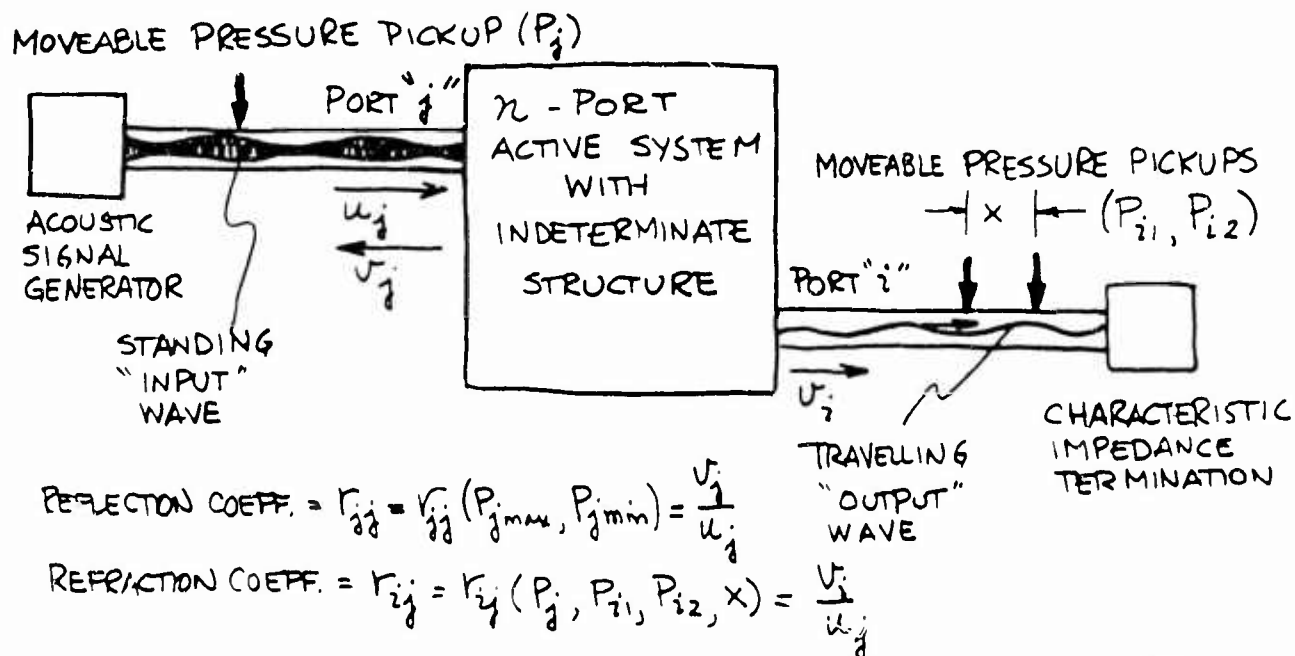 MOVEABLE PRESSURE PICKUP (Pj)
PORT "j"
n - PORT
ACTIVE SYSTEM
WITH
INDETERMINATE
STRUCTURE
MOVEABLE PRESSURE PICKUPS
x (Pi1, Pi2)
uj
vj
ACOUSTIC
SIGNAL
GENERATOR
PORT "i"
STANDING
"INPUT"
WAVE
vi
TRAVELLING
"OUTPUT"
WAVE
CHARACTERISTIC
IMPEDANCE
TERMINATION
REFLECTION COEFF. = rjj = rjj (Pjmax, Pjmin) = vj/uj
REFRACTION COEFF. = rij = rij (Pj, Pi1, Pi2, x) = vi/uj